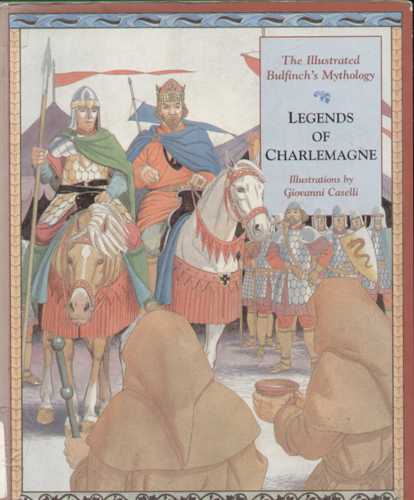 The Illustrated
Bulfinch's Mythology
LEGENDS
OF
CHARLEMAGNE
Illustrations by
Giovanni Caselli